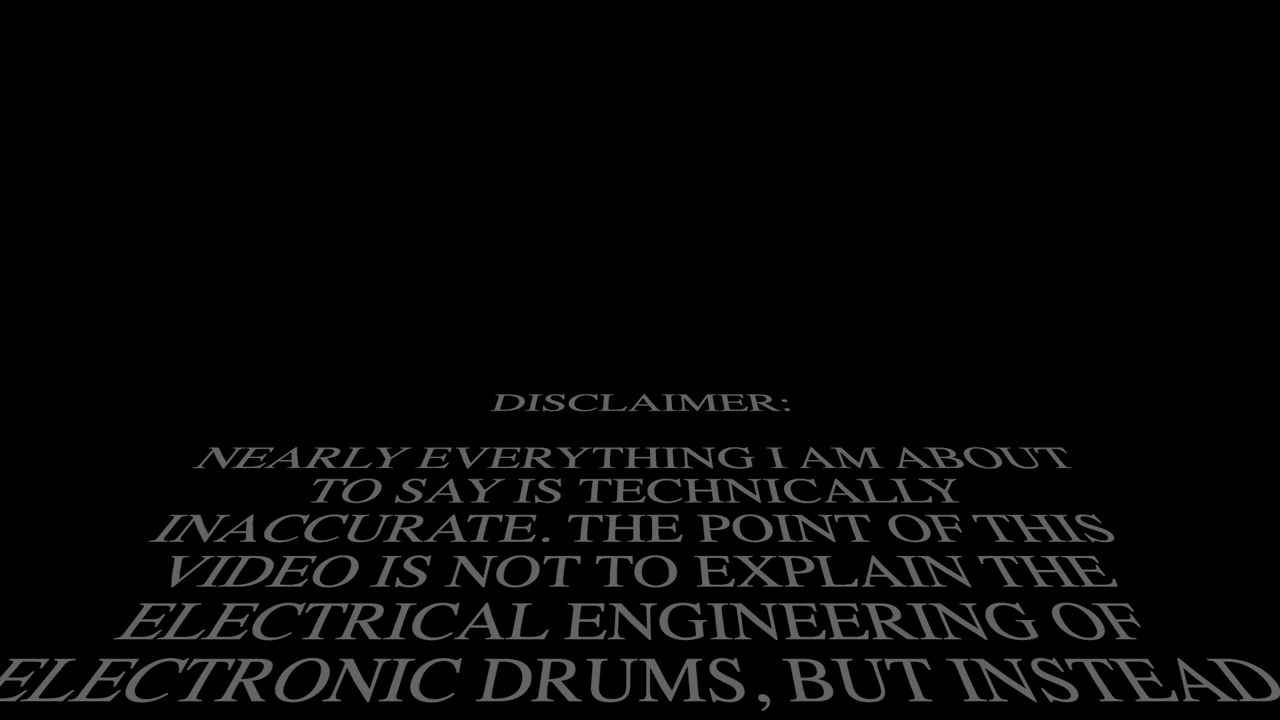 DISCLAIMER:
NEARLY EVERYTHING I AM ABOUT
TO SAY IS TECHNICALLY
INACCURATE. THE POINT OF THIS
VIDEO IS NOT TO EXPLAIN THE
ELECTRICAL ENGINEERING OF
ELECTRONIC DRUMS, BUT INSTEAD